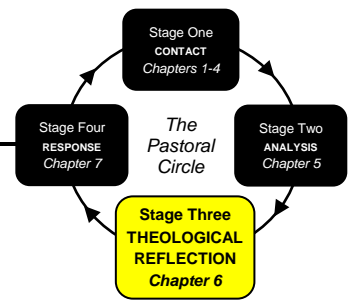 Stage One
CONTACT
Chapters 1-4
Stage Four
RESPONSE
Chapter 7
The
Pastoral
Circle
Stage Two
ANALYSIS
Chapter 5
Stage Three
THEOLOGICAL
REFLECTION
Chapter 6